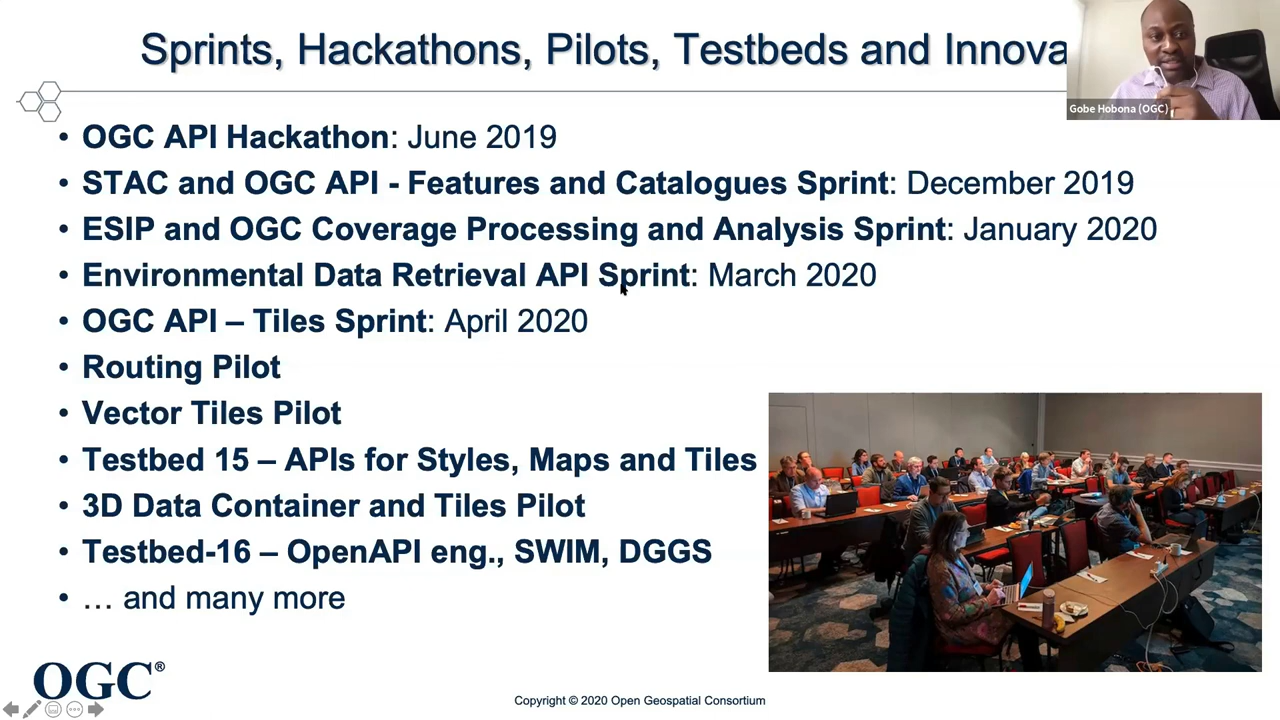 Sprints, Hackathons, Pilots, Testbeds and Innova
Gobe Hobona (OGC)
• OGC API Hackathon: June 2019
• STAC and OGC API - Features and Catalogues Sprint: December 2019
• ESIP and OGC Coverage Processing and Analysis Sprint: January 2020
• Environmental Data Retrieval API Sprint: March 2020
• OGC API – Tiles Sprint: April 2020
• Routing Pilot
• Vector Tiles Pilot
• Testbed 15 – APIs for Styles, Maps and Tiles
• 3D Data Container and Tiles Pilot
• Testbed-16 – OpenAPI eng., SWIM, DGGS
• … and many more
OGC®
Copyright © 2020 Open Geospatial Consortium